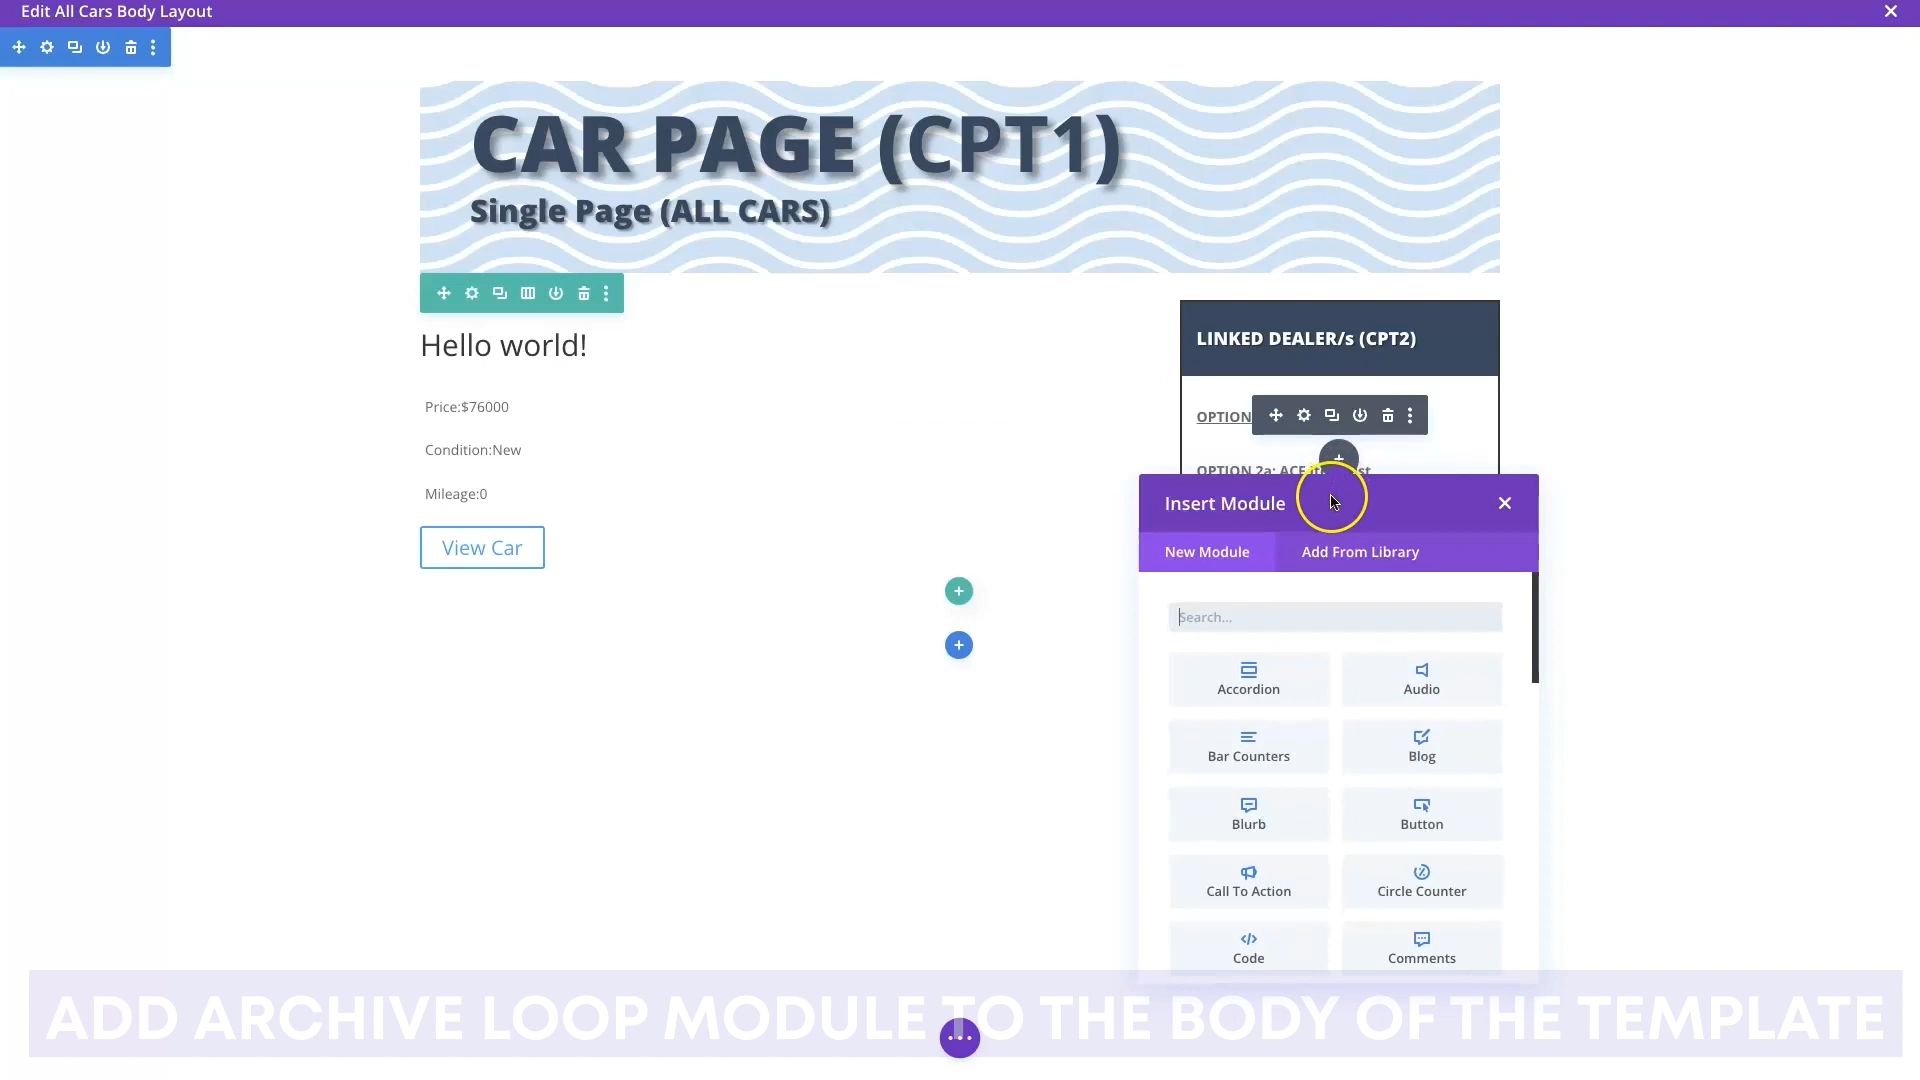 Edit All Cars Body Layout
CAR PAGE (CPT1)
Single Page (ALL CARS)
Hello world!
Price:$76000
Condition:New
Mileage:0
View Car
LINKED DEALER/s (CPT2)
OPTION
OPTION 2a: ACF
Insert Module
New Module
Add From Library
Search...
Accordion
Audio
Bar Counters
Blog
Blurb
Button
Call To Action
Circle Counter
Code
Comments
ADD ARCHIVE LOOP MODULE TO THE BODY OF THE TEMPLATE